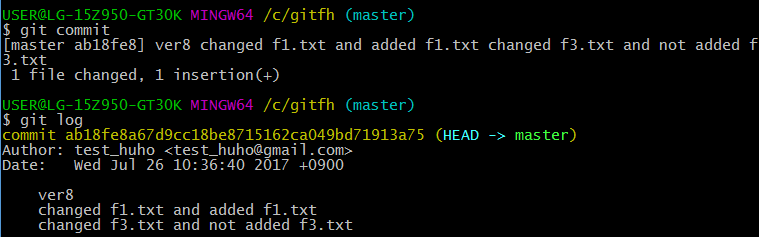 USER@LG-15Z950-GT30K MINGW64 /c/gitfh (master)
$ git commit
[master ab18fe8] ver8 changed f1.txt and added f1.txt changed f3.txt and not added f
3.txt
 1 file changed, 1 insertion(+)
USER@LG-15Z950-GT30K MINGW64 /c/gitfh (master)
$ git log
commit ab18fe8a67d9cc18be8715162ca049bd71913a75 (HEAD -> master)
Author: test_huho <test_huho@gmail.com>
Date:   Wed Jul 26 10:36:40 2017 +0900
    ver8
    changed f1.txt and added f1.txt
    changed f3.txt and not added f3.txt